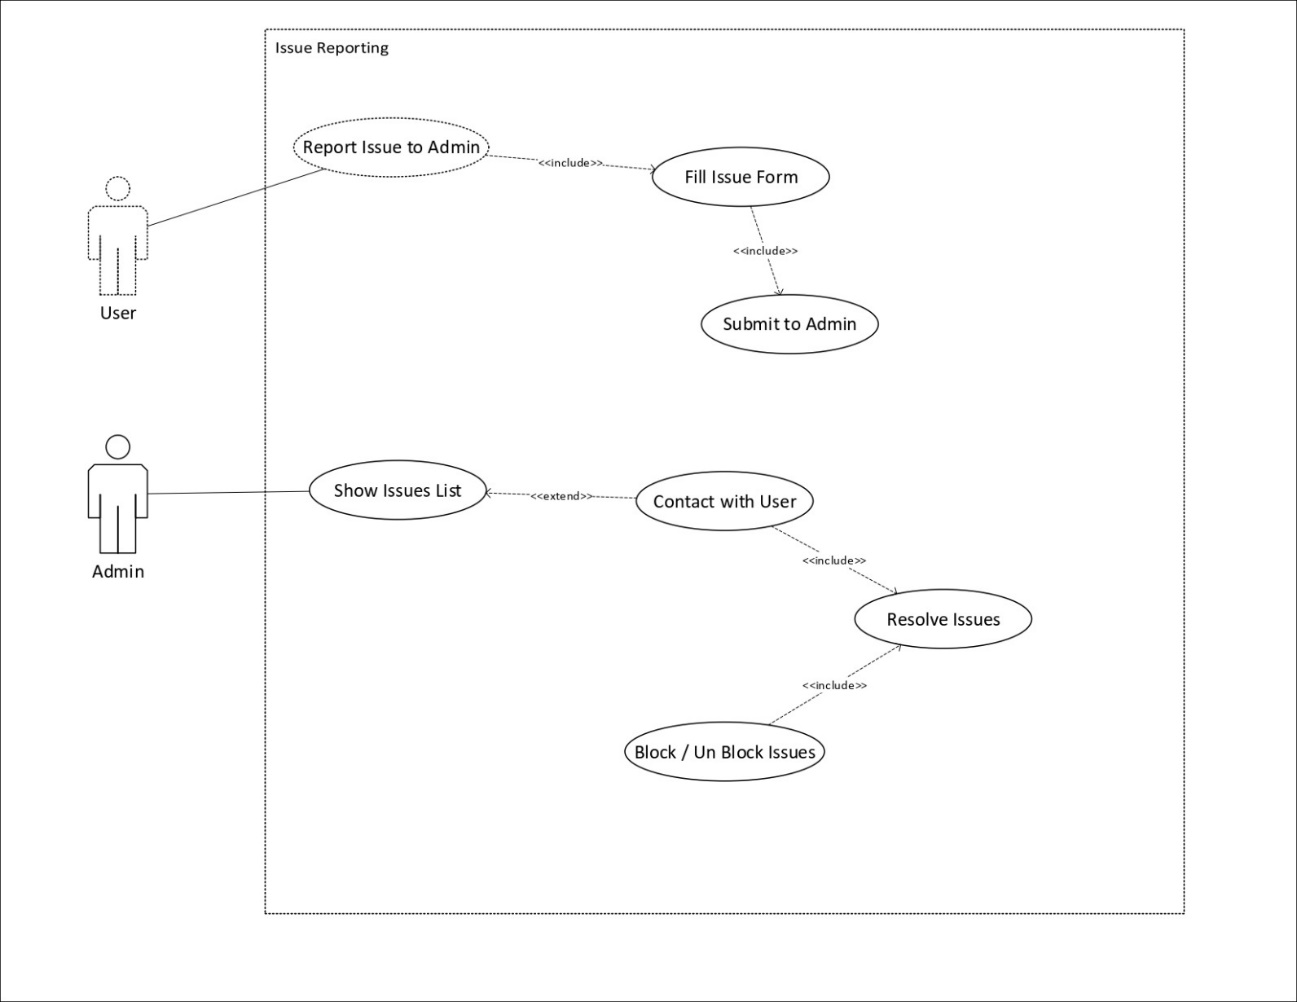 Issue Reporting
Report Issue to Admin
<<include>>
Fill Issue Form
<<include>>
User
Submit to Admin
Show Issues List
<<extend>>
Contact with User
Admin
<<include>>
Resolve Issues
<<include>>
Block / Un Block Issues